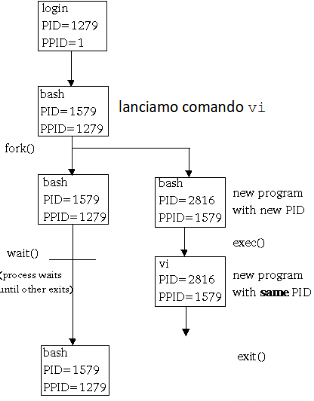 login
PID=1279
PPID=1
bash
PID=1579
PPID=1279
lanciamo comando vi
fork()
bash
PID=1579
PPID=1279
bash
PID=2816
PPID=1579
new program
with new PID
exec()
wait()
(process waits
until other exits)
vi
PID=2816
PPID=1579
new program
with same PID
exit()
bash
PID=1579
PPID=1279